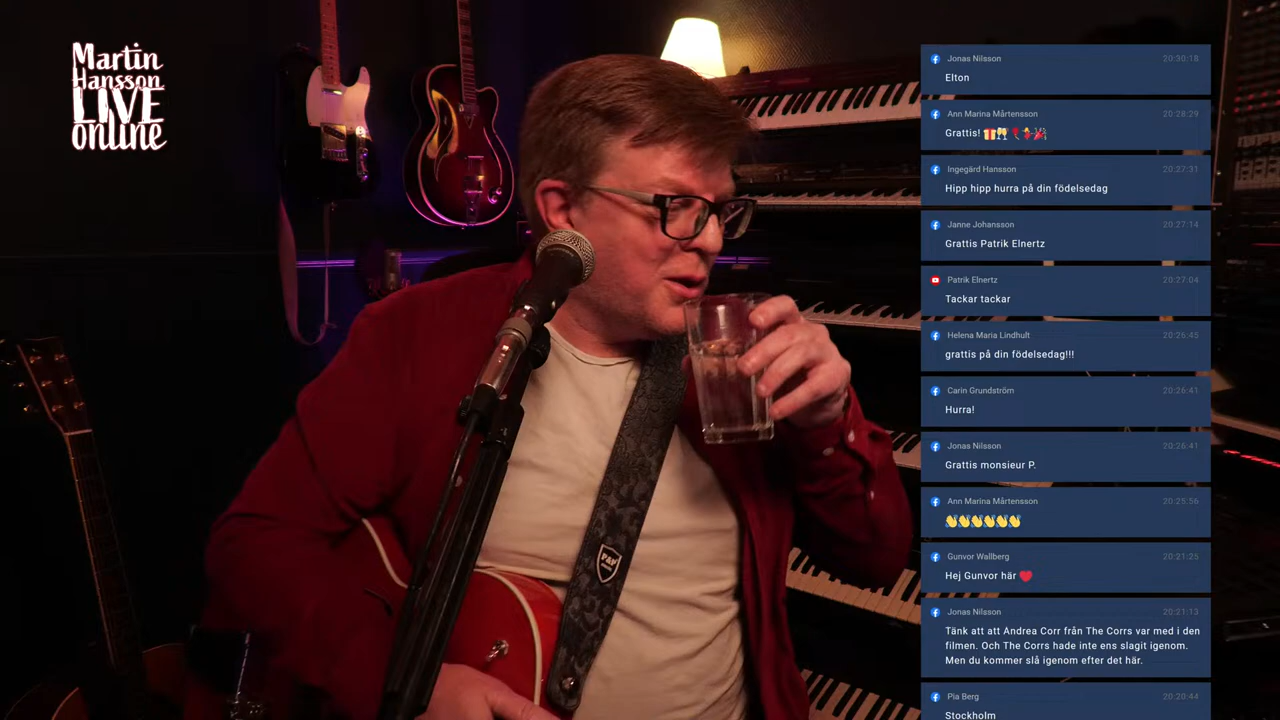 Martin
Hansson
LIVE
online
Jonas Nilsson 20:30:18
Elton
Ann Marina Mårtensson 20:28:29
Grattis!
Ingegärd Hansson 20:27:31
Hipp hipp hurra på din födelsedag
Janne Johansson 20:27:14
Grattis Patrik Elnertz
Patrik Elnertz 20:27:04
Tackar tackar
Helena Maria Lindhult 20:26:45
grattis på din födelsedag!!!
Carin Grundström 20:26:41
Hurra!
Jonas Nilsson 20:26:41
Grattis monsieur P.
Ann Marina Mårtensson 20:25:56
Gunvor Wallberg 20:21:25
Hej Gunvor här
Jonas Nilsson 20:21:13
Tänk att att Andrea Corr från The Corrs var med i den
filmen. Och The Corrs hade inte ens slagit igenom.
Men du kommer slå igenom efter det här.
Pia Berg 20:20:44
Stockholm